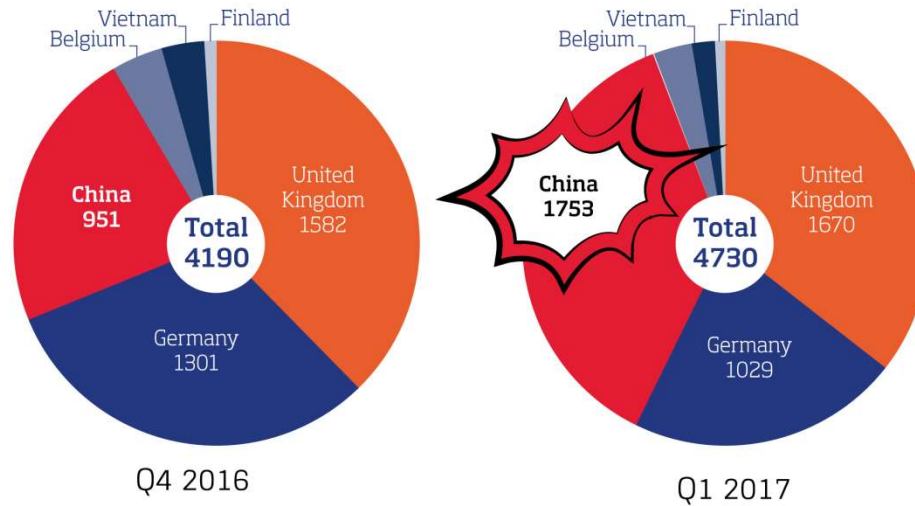 Vietnam
Finland
Belgium
United
Kingdom
1582
China
951
Total
4190
Germany
1301
Q4 2016
Vietnam
Finland
Belgium
United
Kingdom
1670
China
1753
Total
4730
Germany
1029
Q1 2017